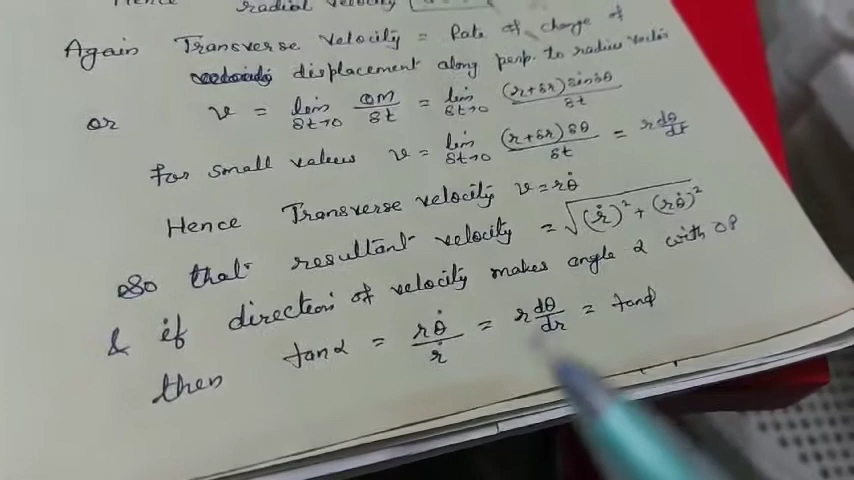 Hence radial velocity
Again Transverse velocity = Rate of change of
displacement along perp. to radius vector
or v = lim δt→0 QM/δt = lim δt→0 (r+δr)sinδθ/δt
For small values v = lim δt→0 (r+δr)δθ/δt = r dθ/dt
Hence Transverse velocity v = rθ̇
So that resultant velocity = √((ṙ)² + (rθ̇)²)
& if direction of velocity makes angle α with OP
then tanα = rθ̇/ṙ = r dθ/dr = tanϕ